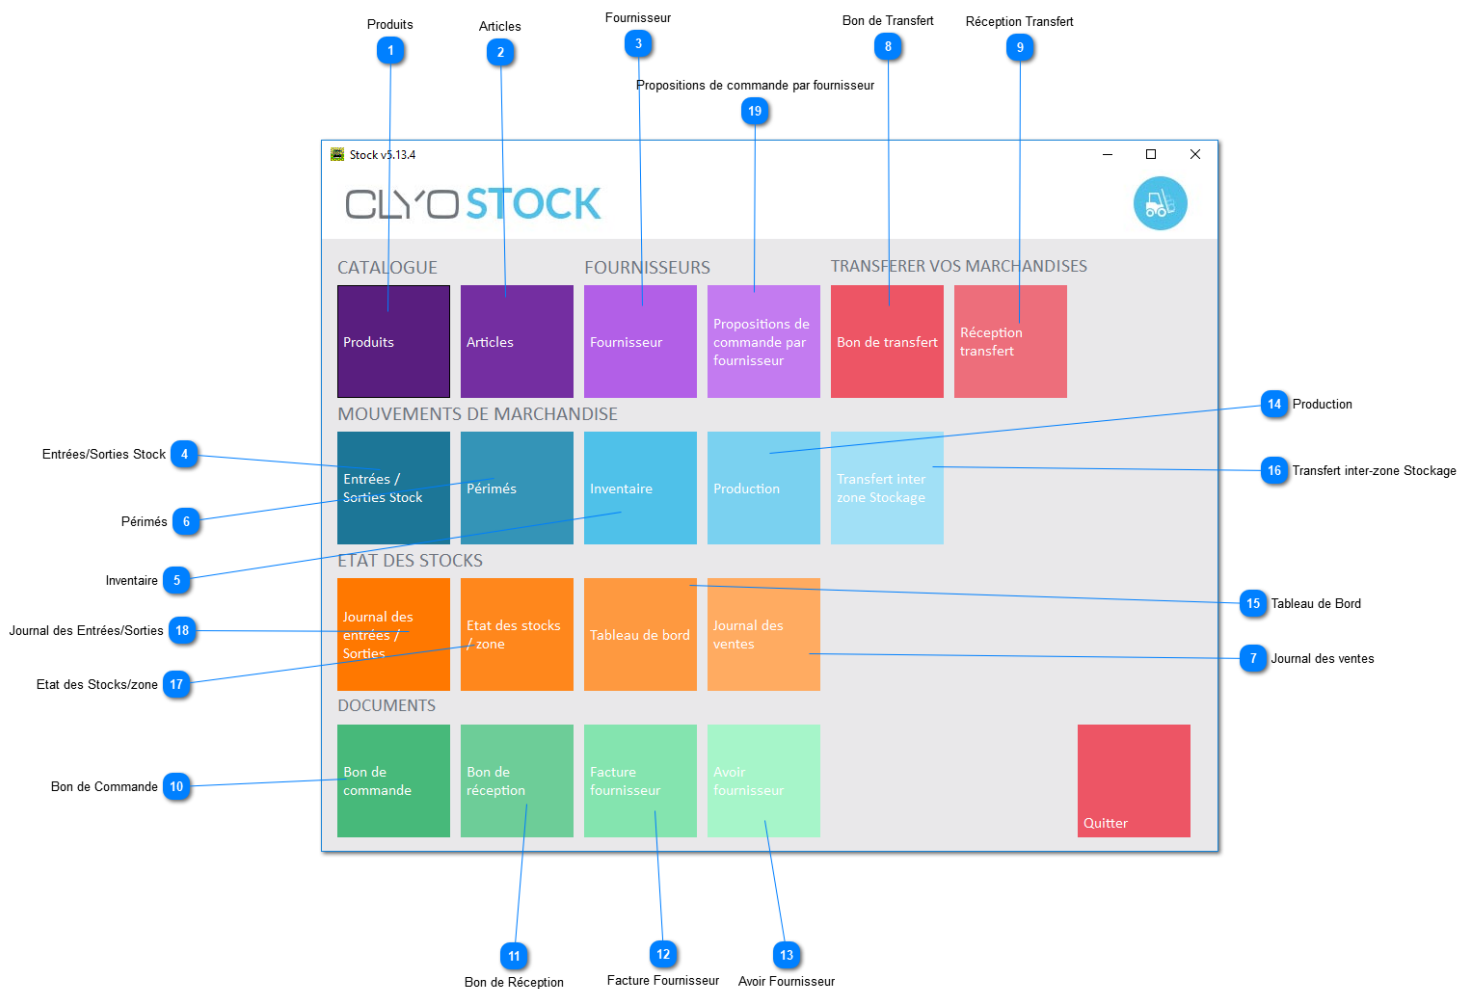 Produits
1
Articles
2
Fournisseur
3
Bon de Transfert
8
Réception Transfert
9
Propositions de commande par fournisseur
19
Stock v5.13.4
CLYO STOCK
CATALOGUE
FOURNISSEURS
TRANSFERER VOS MARCHANDISES
Produits
Articles
Fournisseur
Propositions de
commande par
fournisseur
Bon de transfert
Réception
transfert
MOUVEMENTS DE MARCHANDISE
14 Production
Entrées/Sorties Stock 4
Entrées /
Sorties Stock
Périmés
Inventaire
Production
Transfert inter
zone Stockage
16 Transfert inter-zone Stockage
Périmés 6
ETAT DES STOCKS
Inventaire 5
15 Tableau de Bord
Journal des Entrées/Sorties 18
Journal des
entrées /
Sorties
Etat des stocks
/ zone
Tableau de bord
Journal des
ventes
7 Journal des ventes
Etat des Stocks/zone 17
DOCUMENTS
Bon de Commande 10
Bon de
commande
Bon de
réception
Facture
fournisseur
Avoir
fournisseur
Quitter
11
Bon de Réception
12
Facture Fournisseur
13
Avoir Fournisseur